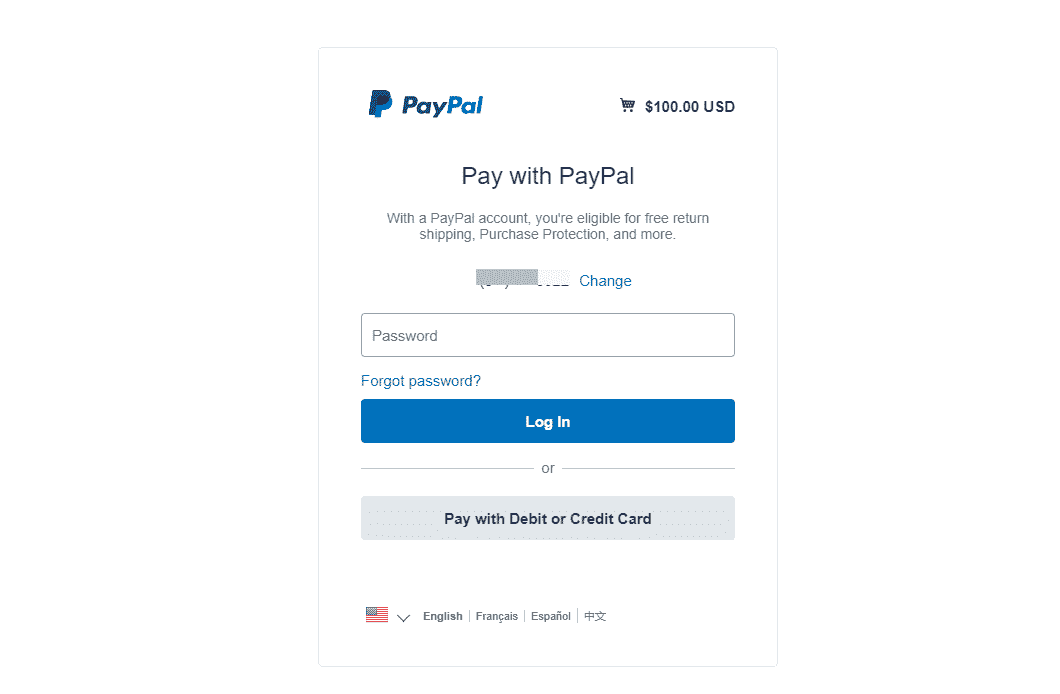 PayPal $100.00 USD
Pay with PayPal
With a PayPal account, you're eligible for free return
shipping, Purchase Protection, and more.
Change
Password
Forgot password?
Log In
or
Pay with Debit or Credit Card
English Français Español 中文